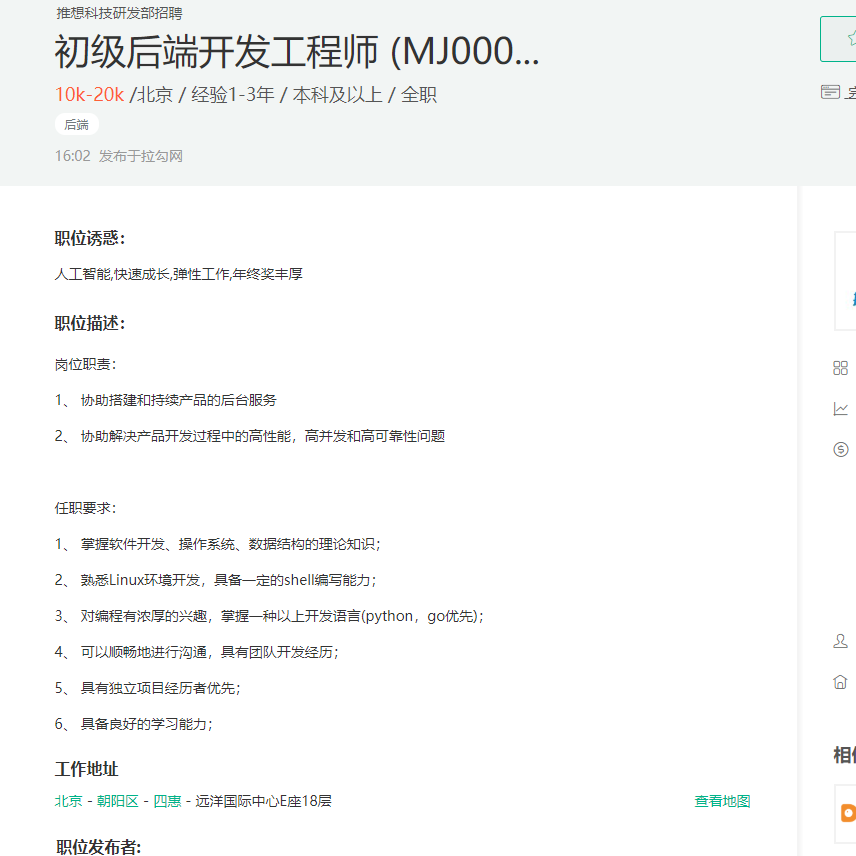 推想科技研发部招聘
初级后端开发工程师 (MJ000...
10k-20k /北京 / 经验1-3年 / 本科及以上 / 全职
后端
16:02 发布于拉勾网
职位诱惑：
人工智能,快速成长,弹性工作,年终奖丰厚
职位描述：
岗位职责：
1、 协助搭建和持续产品的后台服务
2、 协助解决产品开发过程中的高性能，高并发和高可靠性问题
任职要求：
1、 掌握软件开发、操作系统、数据结构的理论知识；
2、 熟悉Linux环境开发，具备一定的shell编写能力；
3、 对编程有浓厚的兴趣，掌握一种以上开发语言(python，go优先)；
4、 可以顺畅地进行沟通，具有团队开发经历；
5、 具有独立项目经历者优先；
6、 具备良好的学习能力；
工作地址
北京 - 朝阳区 - 四惠 - 远洋国际中心E座18层
查看地图
职位发布者:
相